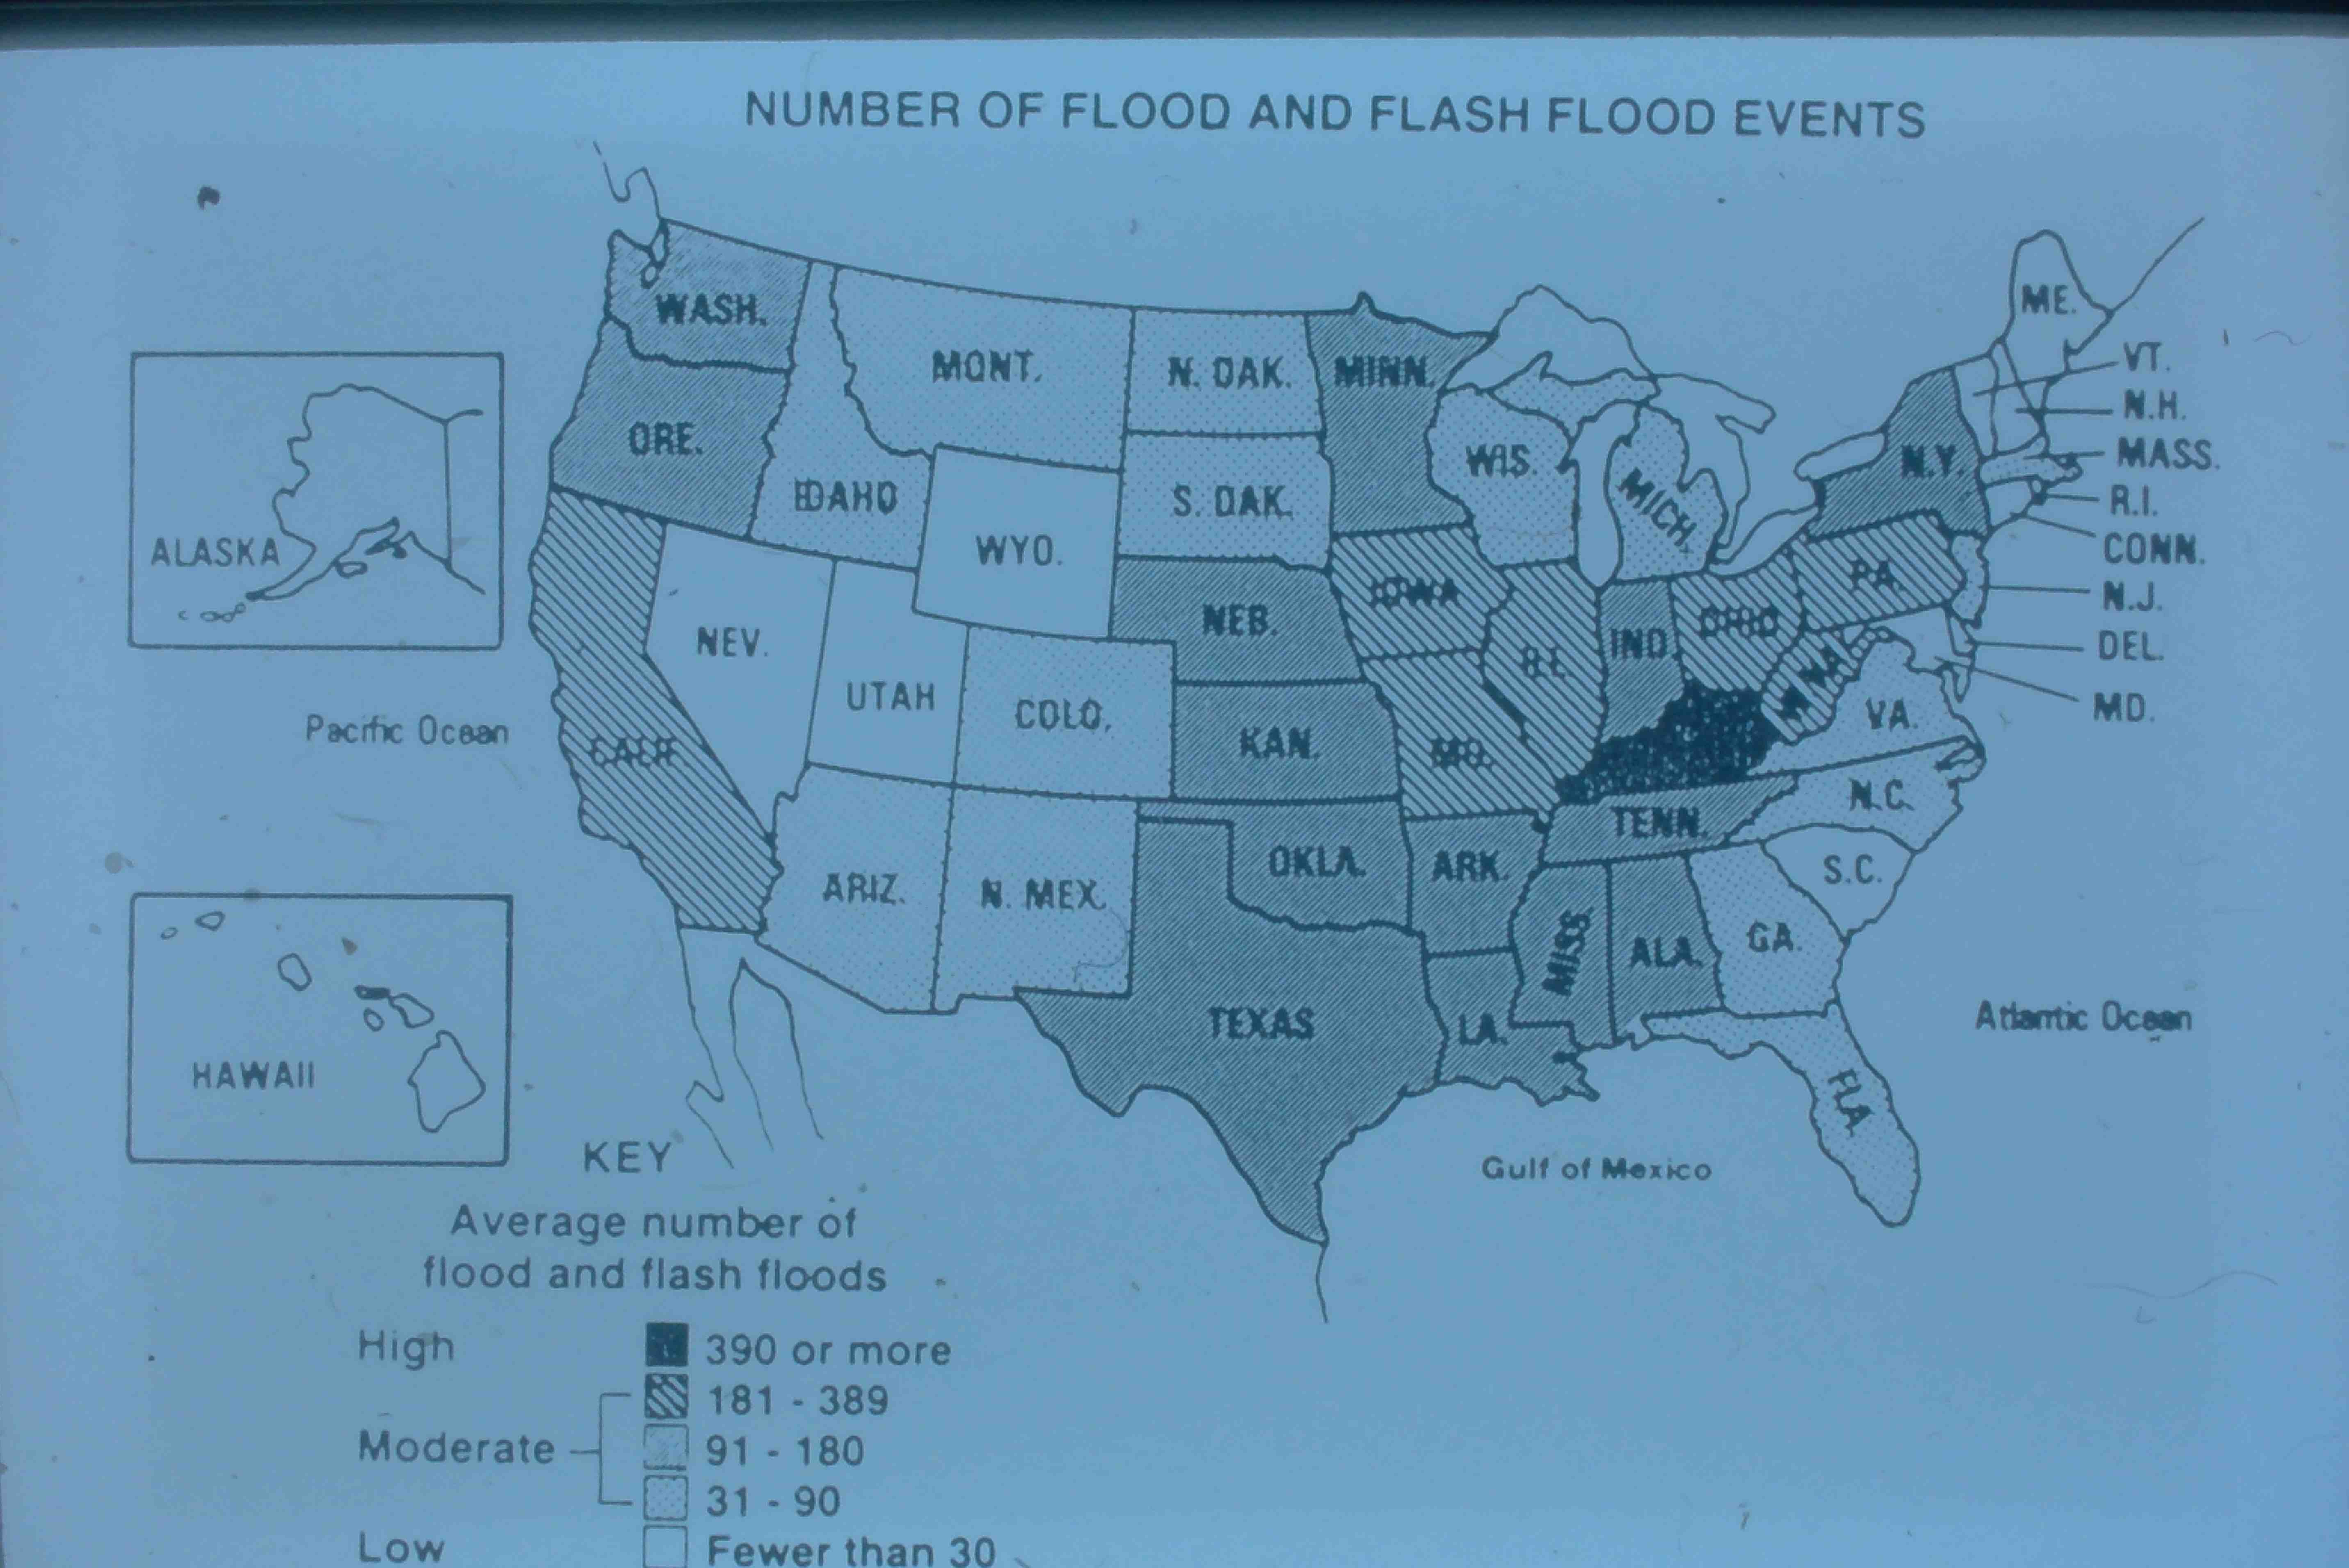 NUMBER OF FLOOD AND FLASH FLOOD EVENTS
WASH.
ORE.
IDAHO
MONT.
WYO.
N. DAK.
S. DAK.
MINN.
WIS.
MICH.
ME.
VT.
N.H.
MASS.
R.I.
CONN.
N.J.
DEL.
MD.
N.Y.
PA.
ALASKA
Pacific Ocean
CALIF.
NEV.
UTAH
COLO.
NEB.
KAN.
IOWA
MO.
ILL.
IND.
OHIO
W. VA.
VA.
N.C.
S.C.
TENN.
ARIZ.
N. MEX.
OKLA.
ARK.
TEXAS
LA.
MISS.
ALA.
GA.
FLA.
HAWAII
Gulf of Mexico
Atlantic Ocean
KEY
Average number of
flood and flash floods
High 390 or more
181 - 389
Moderate 91 - 180
31 - 90
Low Fewer than 30